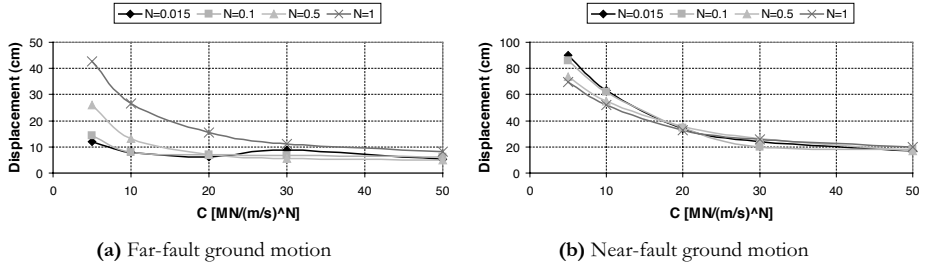 N=0.015 N=0.1 N=0.5 N=1
Displacement (cm)
50
40
30
20
10
0
0 10 20 30 40 50
C [MN/(m/s)^N]
(a) Far-fault ground motion
N=0.015 N=0.1 N=0.5 N=1
Displacement (cm)
100
80
60
40
20
0
0 10 20 30 40 50
C [MN/(m/s)^N]
(b) Near-fault ground motion